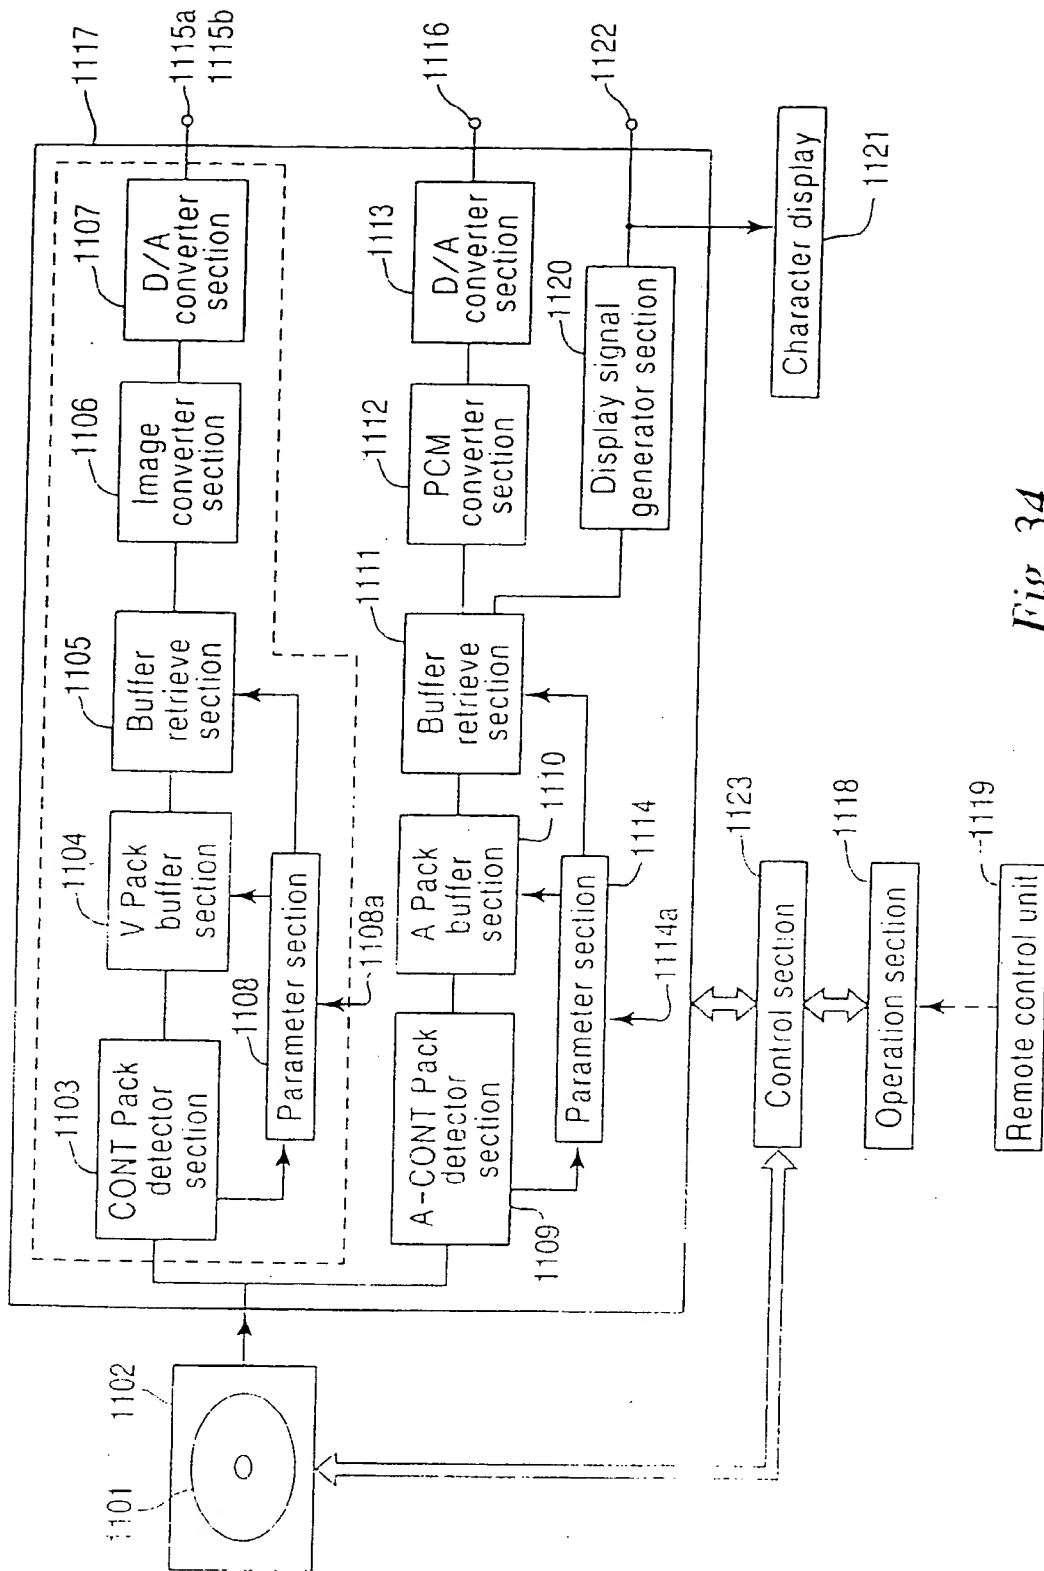 1117
1115a
1115b
1107
D/A
converter
section
1106
Image
converter
section
1105
Buffer
retrieve
section
1104
V Pack
buffer
section
1103
CONT Pack
detector
section
1108
Parameter section
1108a
1116
1113
D/A
converter
section
1112
PCM
converter
section
1111
Buffer
retrieve
section
1110
A Pack
buffer
section
A-CONT Pack
detector
section
1109
Parameter section
1114
1114a
1122
1120
Display signal
generator section
Character display
1121
1102
1101
1123
Control section
1118
Operation section
1119
Remote control unit
Fig. 34